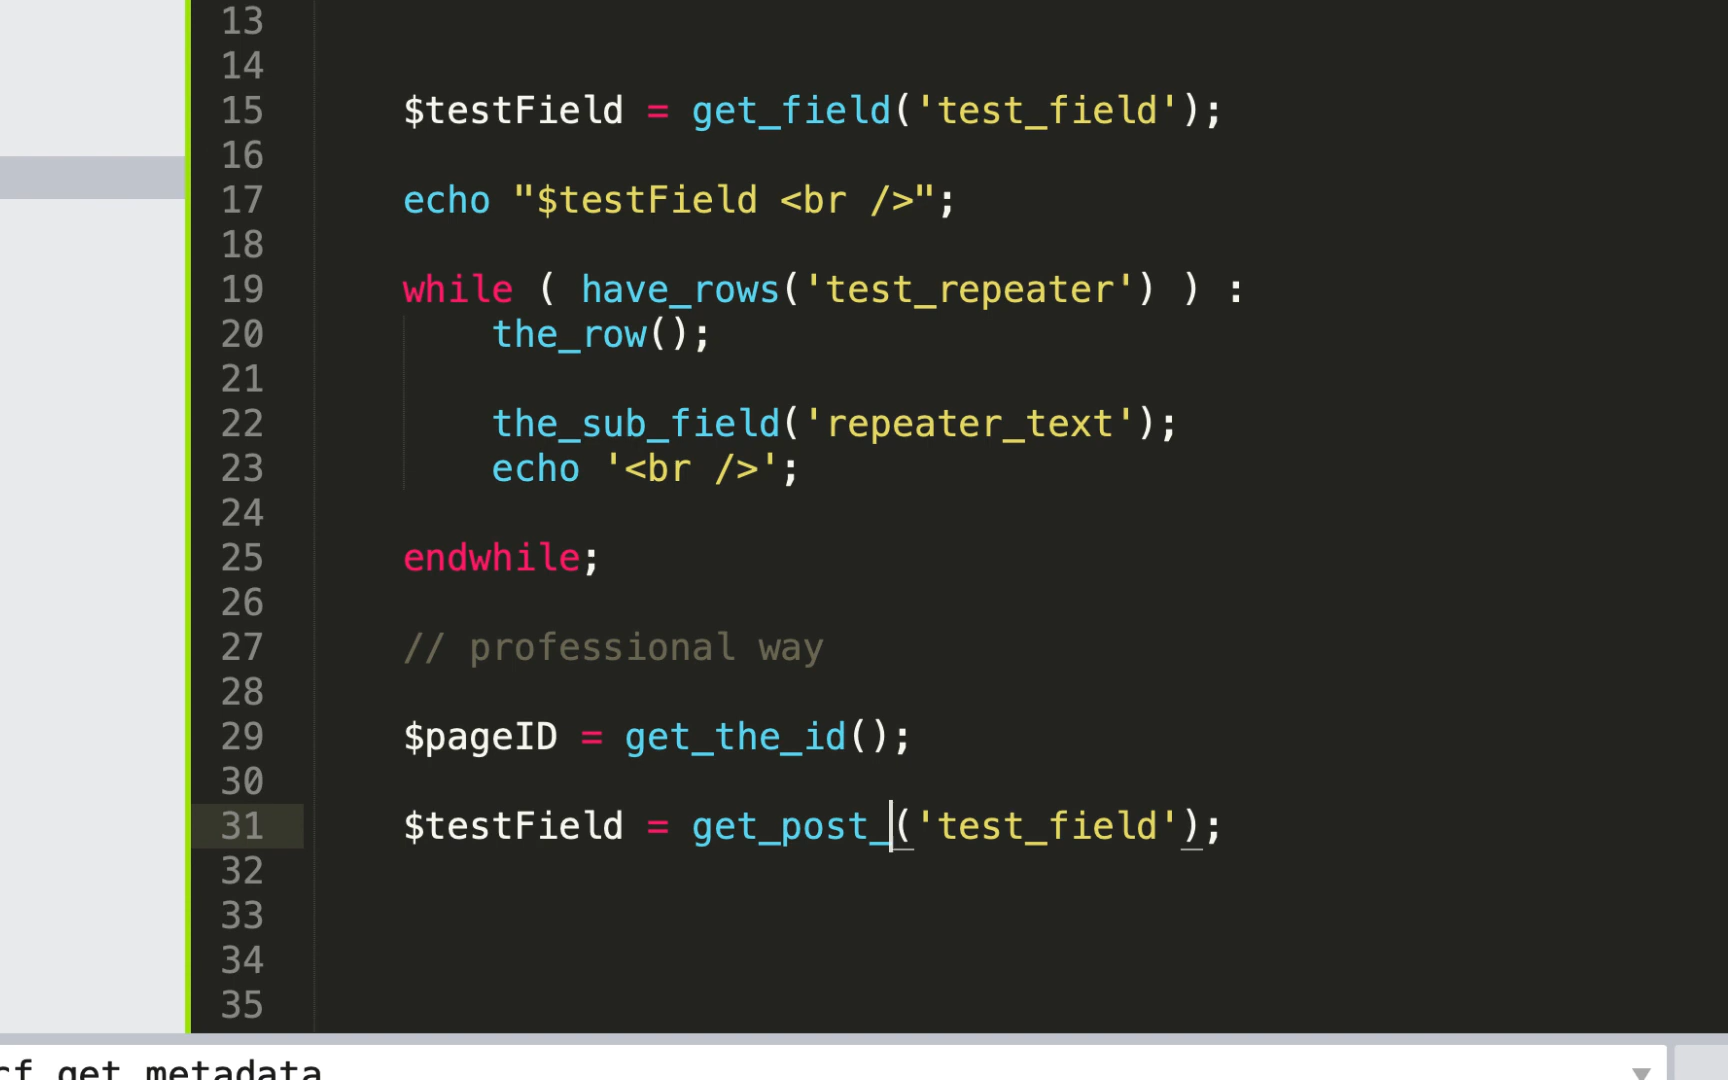 13
14
15 $testField = get_field('test_field');
16
17 echo "$testField <br />";
18
19 while ( have_rows('test_repeater') ) :
20 the_row();
21
22 the_sub_field('repeater_text');
23 echo '<br />';
24
25 endwhile;
26
27 // professional way
28
29 $pageID = get_the_id();
30
31 $testField = get_post_('test_field');
32
33
34
35
cf_get_metadata